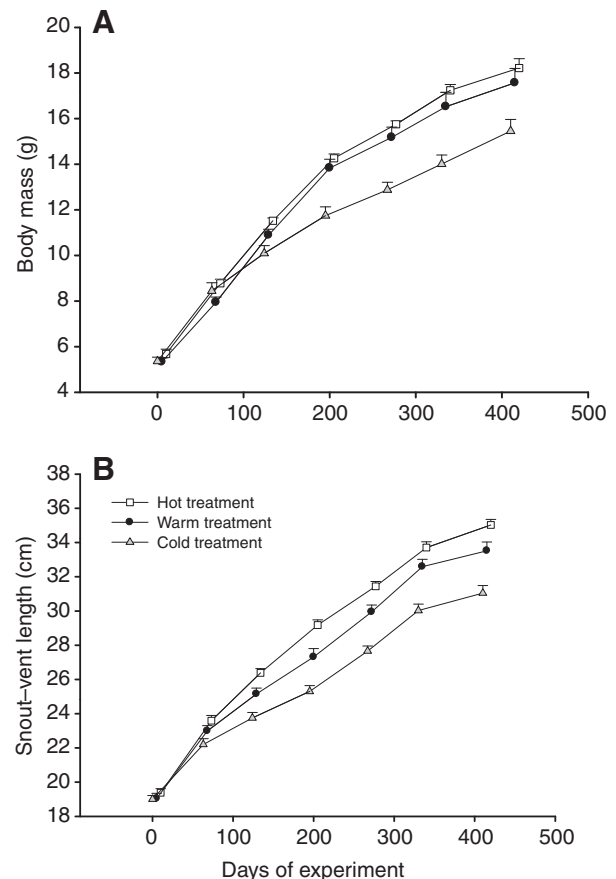 A
20
18
16
14
12
10
8
6
4
Body mass (g)
0 100 200 300 400 500
B
38
36
34
32
30
28
26
24
22
20
18
Snout–vent length (cm)
Hot treatment
Warm treatment
Cold treatment
0 100 200 300 400 500
Days of experiment